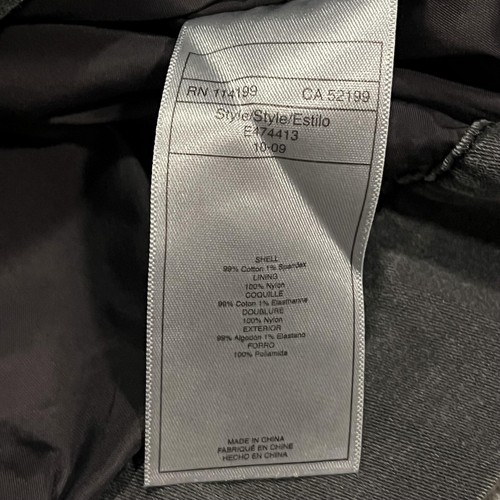 RN 114199 CA 52199
Style/Style/Estilo
E474413
10-09
SHELL
99% Cotton 1% Spandex
LINING
100% Nylon
COQUILLE
99% Coton 1% Elasthanne
DOUBLURE
100% Nylon
EXTERIOR
99% Algodón 1% Elastano
FORRO
100% Poliamida
MADE IN CHINA
FABRIQUÉ EN CHINE
HECHO EN CHINA